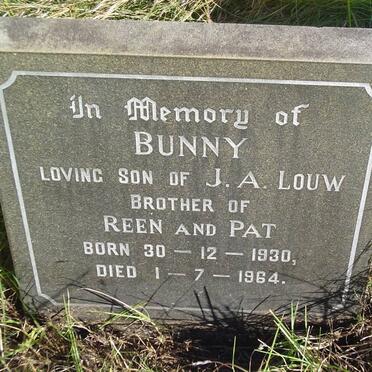 In Memory of
BUNNY
LOVING SON OF J. A. LOUW
BROTHER OF
REEN AND PAT
BORN 30 - 12 - 1930,
DIED 1 - 7 - 1964.